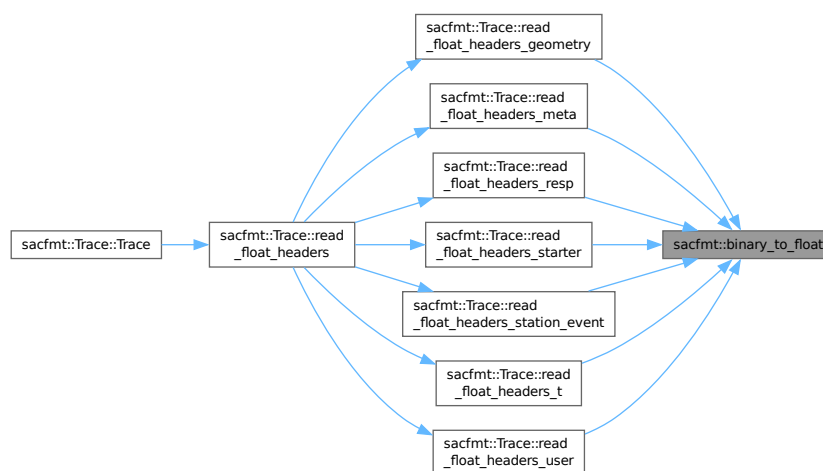 sacfmt::Trace::read
_float_headers_geometry
sacfmt::Trace::read
_float_headers_meta
sacfmt::Trace::read
_float_headers_resp
sacfmt::Trace::Trace
sacfmt::Trace::read
_float_headers
sacfmt::Trace::read
_float_headers_starter
sacfmt::binary_to_float
sacfmt::Trace::read
_float_headers_station_event
sacfmt::Trace::read
_float_headers_t
sacfmt::Trace::read
_float_headers_user